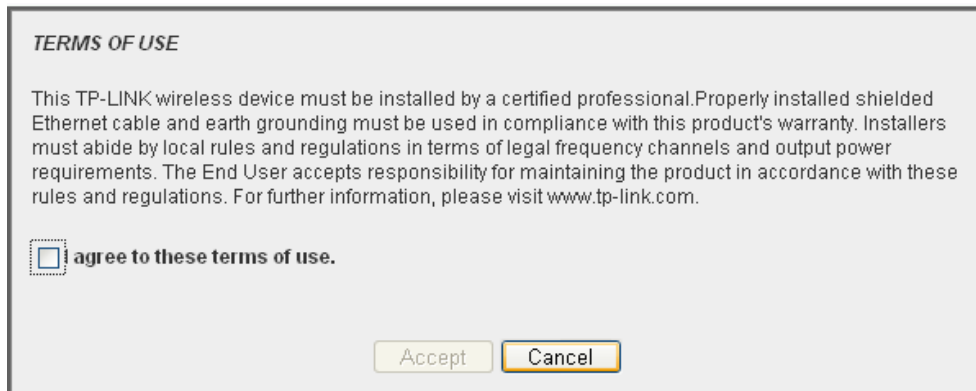 TERMS OF USE
This TP-LINK wireless device must be installed by a certified professional.Properly installed shielded
Ethernet cable and earth grounding must be used in compliance with this product's warranty. Installers
must abide by local rules and regulations in terms of legal frequency channels and output power
requirements. The End User accepts responsibility for maintaining the product in accordance with these
rules and regulations. For further information, please visit www.tp-link.com.
I agree to these terms of use.
Accept Cancel